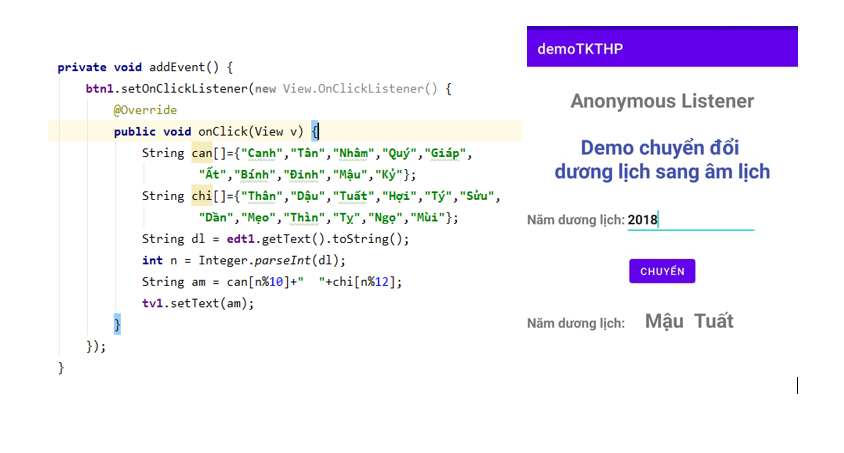 private void addEvent() {
btn1.setOnClickListener(new View.OnClickListener() {
@Override
public void onClick(View v) {
String can[]={"Canh","Tân","Nhâm","Quý","Giáp",
"Ất","Bính","Đinh","Mậu","Kỷ"};
String chi[]={"Thân","Dậu","Tuất","Hợi","Tý","Sửu",
"Dần","Mẹo","Thìn","Tỵ","Ngọ","Mùi"};
String dl = edt1.getText().toString();
int n = Integer.parseInt(dl);
String am = can[n%10]+"  "+chi[n%12];
tv1.setText(am);
}
});
}
demoTKTHP
Anonymous Listener
Demo chuyển đổi
dương lịch sang âm lịch
Năm dương lịch: 2018
CHUYỂN
Năm dương lịch: Mậu Tuất